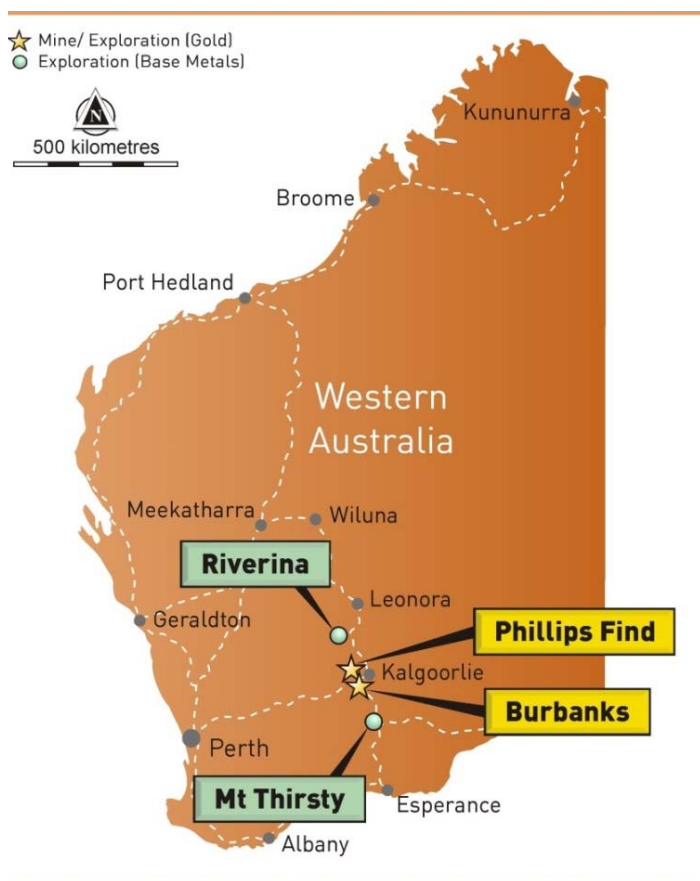 Mine/ Exploration (Gold)
Exploration (Base Metals)
N
500 kilometres
Kununurra
Broome
Port Hedland
Western
Australia
Meekatharra
Wiluna
Riverina
Leonora
Geraldton
Phillips Find
Kalgoorlie
Burbanks
Perth
Mt Thirsty
Esperance
Albany